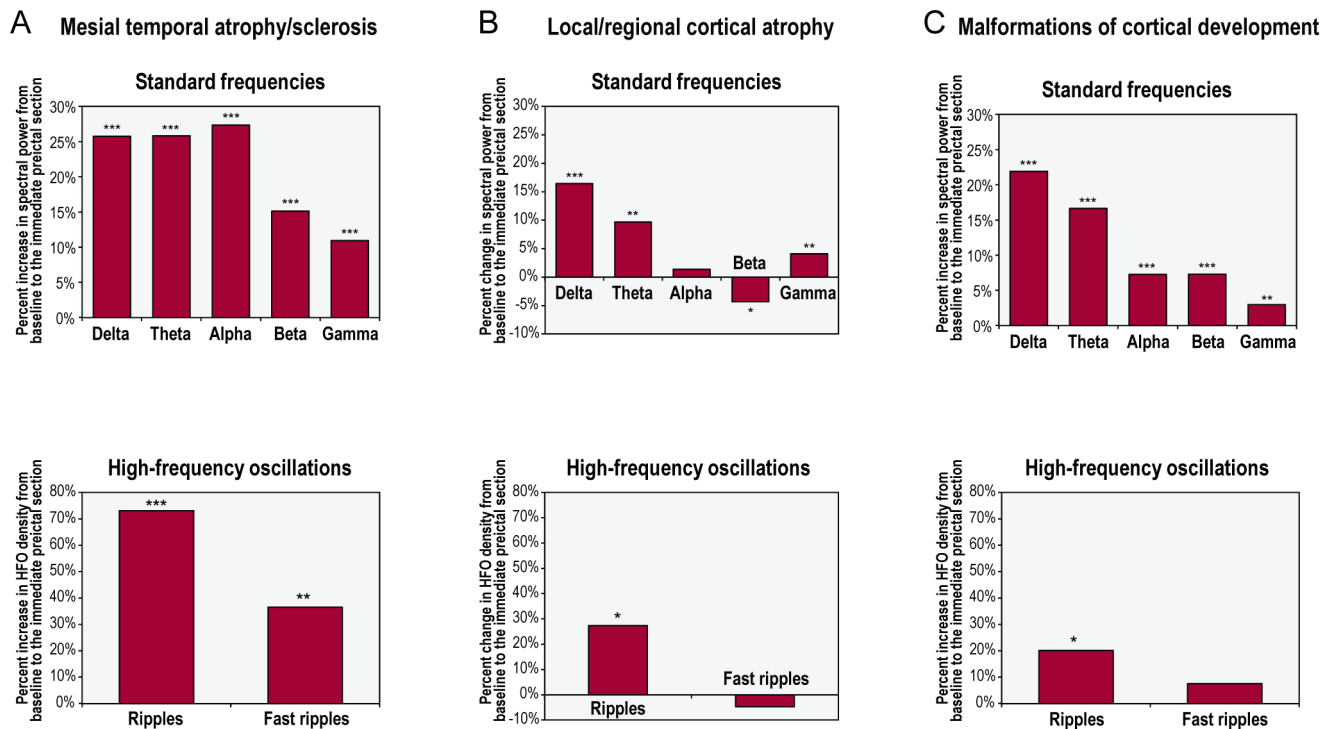 A Mesial temporal atrophy/sclerosis
Standard frequencies
Percent increase in spectral power from
baseline to the immediate preictal section
30%
25%
20%
15%
10%
5%
0%
***
***
***
***
***
Delta Theta Alpha Beta Gamma
High-frequency oscillations
Percent increase in HFO density from
baseline to the immediate preictal section
80%
70%
60%
50%
40%
30%
20%
10%
0%
***
**
Ripples Fast ripples
B Local/regional cortical atrophy
Standard frequencies
Percent change in spectral power from
baseline to the immediate preictal section
30%
25%
20%
15%
10%
5%
0%
-5%
-10%
***
**
**
Beta
Delta Theta Alpha Gamma
*
High-frequency oscillations
Percent change in HFO density from
baseline to the immediate preictal section
80%
70%
60%
50%
40%
30%
20%
10%
0%
-10%
*
Fast ripples
Ripples
C Malformations of cortical development
Standard frequencies
Percent increase in spectral power from
baseline to the immediate preictal section
30%
25%
20%
15%
10%
5%
0%
***
***
***
***
**
Delta Theta Alpha Beta Gamma
High-frequency oscillations
Percent increase in HFO density from
baseline to the immediate preictal section
80%
70%
60%
50%
40%
30%
20%
10%
0%
*
Ripples Fast ripples